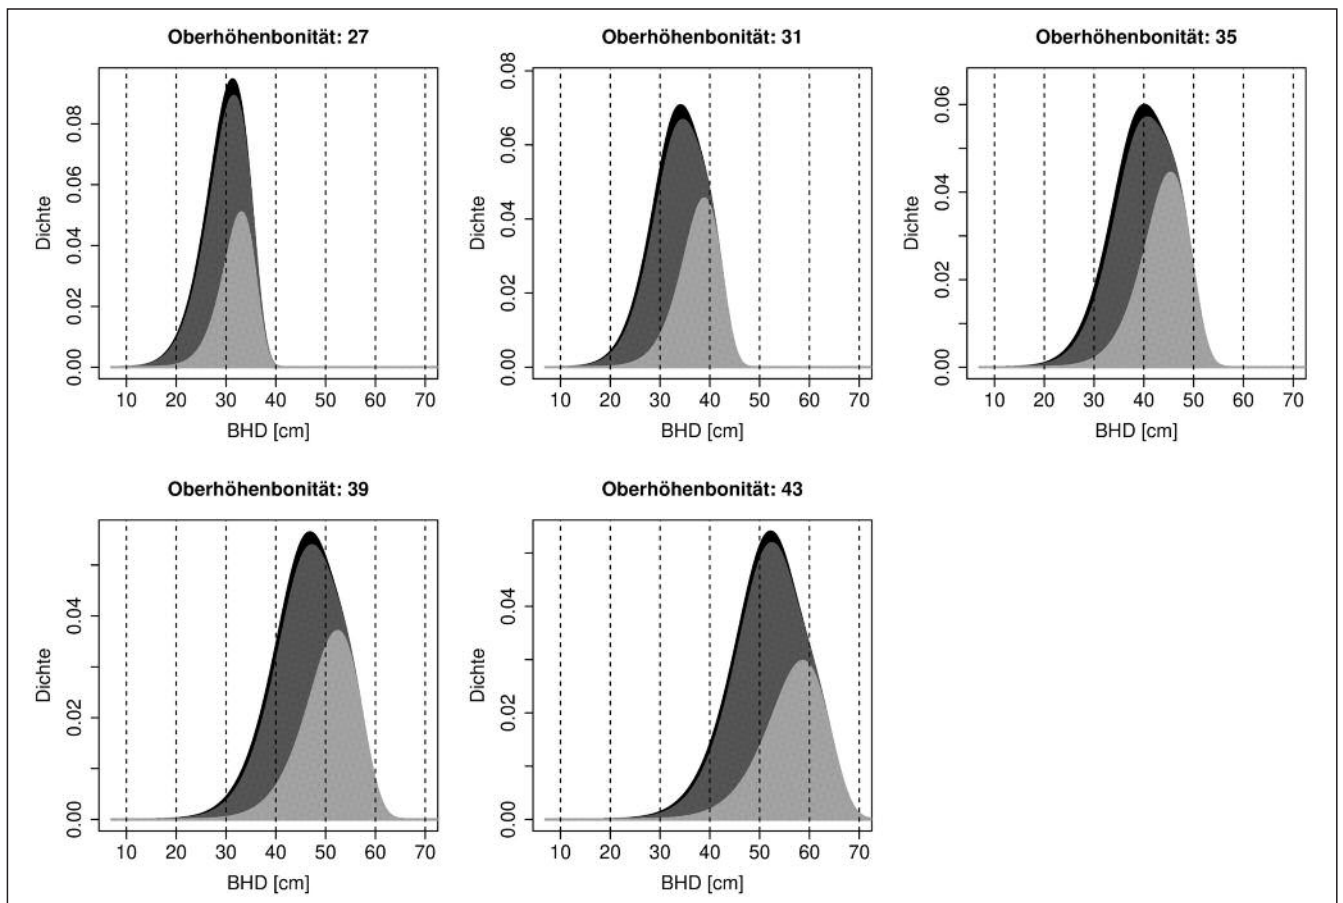 Oberhöhenbonität: 27
Dichte
0.00 0.02 0.04 0.06 0.08
10 20 30 40 50 60 70
BHD [cm]
Oberhöhenbonität: 31
Dichte
0.00 0.02 0.04 0.06 0.08
10 20 30 40 50 60 70
BHD [cm]
Oberhöhenbonität: 35
Dichte
0.00 0.02 0.04 0.06
10 20 30 40 50 60 70
BHD [cm]
Oberhöhenbonität: 39
Dichte
0.00 0.02 0.04
10 20 30 40 50 60 70
BHD [cm]
Oberhöhenbonität: 43
Dichte
0.00 0.02 0.04
10 20 30 40 50 60 70
BHD [cm]